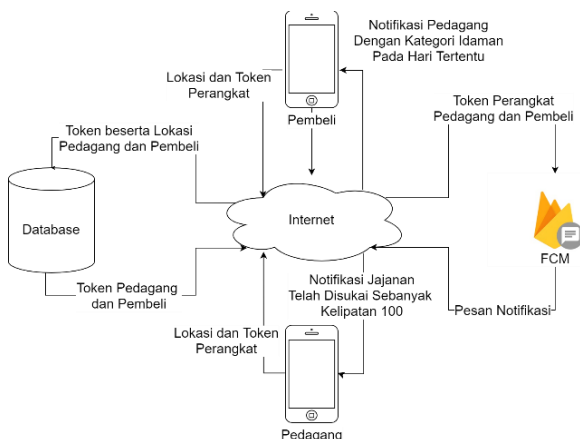 Notifikasi Pedagang
Dengan Kategori Idaman
Pada Hari Tertentu
Lokasi dan Token
Perangkat
Pembeli
Token Perangkat
Pedagang dan Pembeli
Token beserta Lokasi
Pedagang dan Pembeli
Database
Internet
FCM
Token Pedagang
dan Pembeli
Notifikasi Jajanan
Telah Disukai Sebanyak
Kelipatan 100
Pesan Notifikasi
Lokasi dan Token
Perangkat
Pedagang